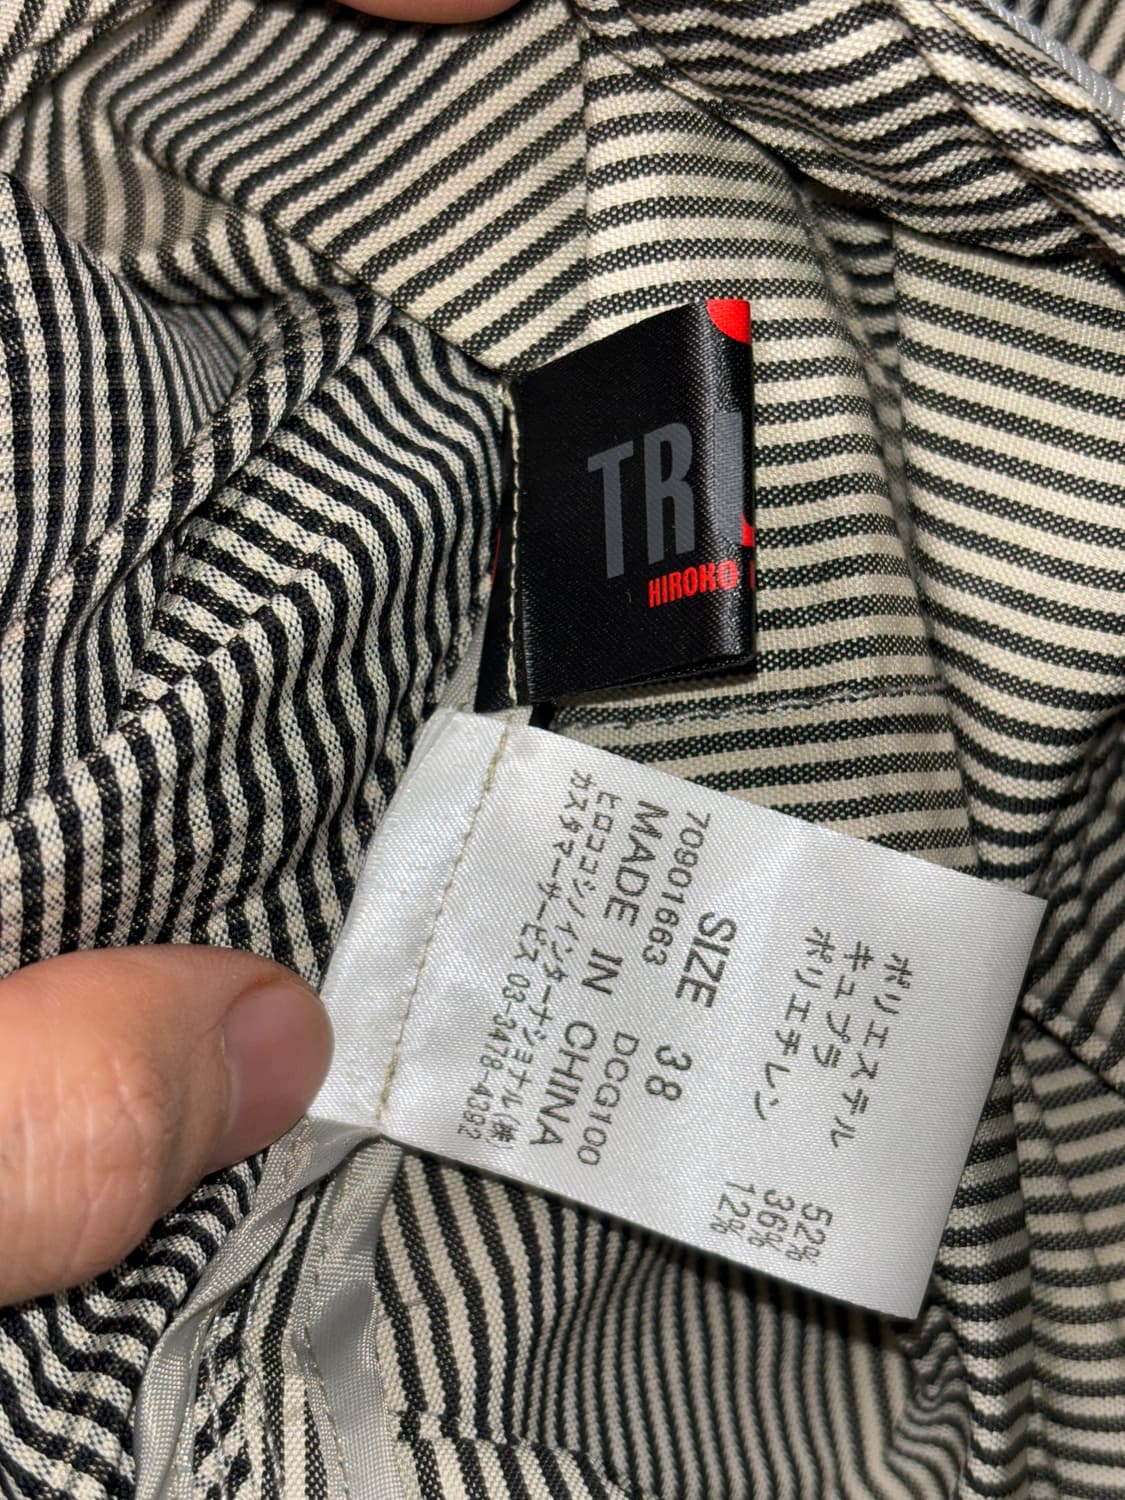 TR
HIROKO
ポリエステル 52%
キュプラ 36%
ポリエチレン 12%
SIZE 38
70901663 DCG100
MADE IN CHINA
ヒロココシノインターナショナル(株)
カスタマーサービス 03-3478-4392